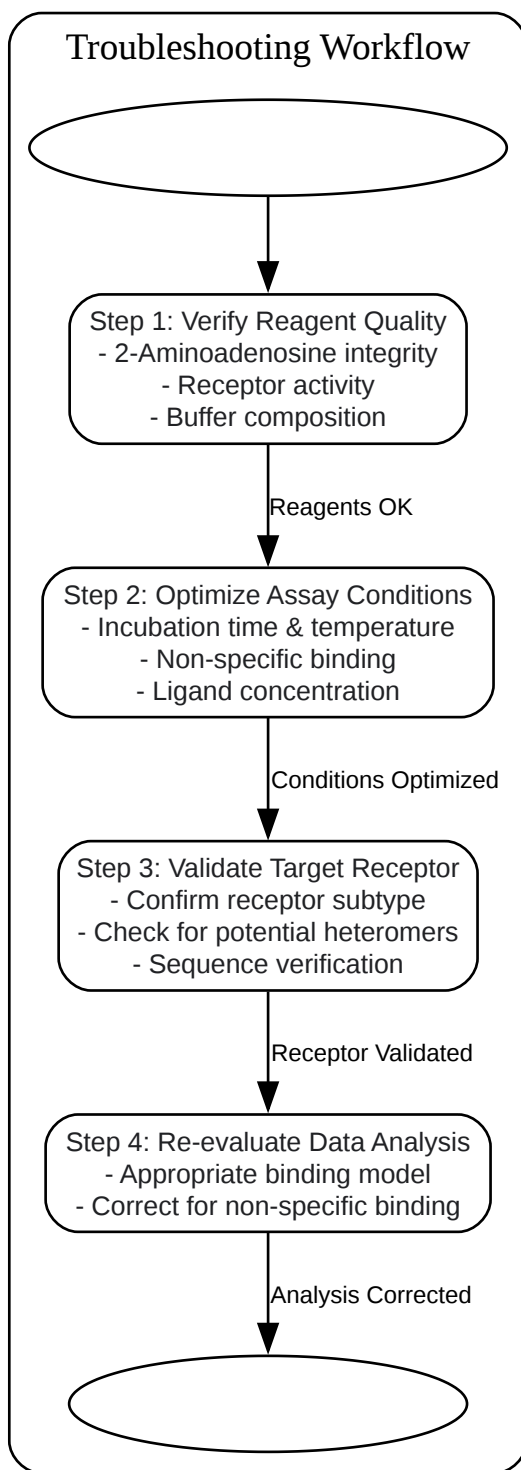 Troubleshooting Workflow
Step 1: Verify Reagent Quality
- 2-Aminoadenosine integrity
- Receptor activity
- Buffer composition
Reagents OK
Step 2: Optimize Assay Conditions
- Incubation time & temperature
- Non-specific binding
- Ligand concentration
Conditions Optimized
Step 3: Validate Target Receptor
- Confirm receptor subtype
- Check for potential heteromers
- Sequence verification
Receptor Validated
Step 4: Re-evaluate Data Analysis
- Appropriate binding model
- Correct for non-specific binding
Analysis Corrected